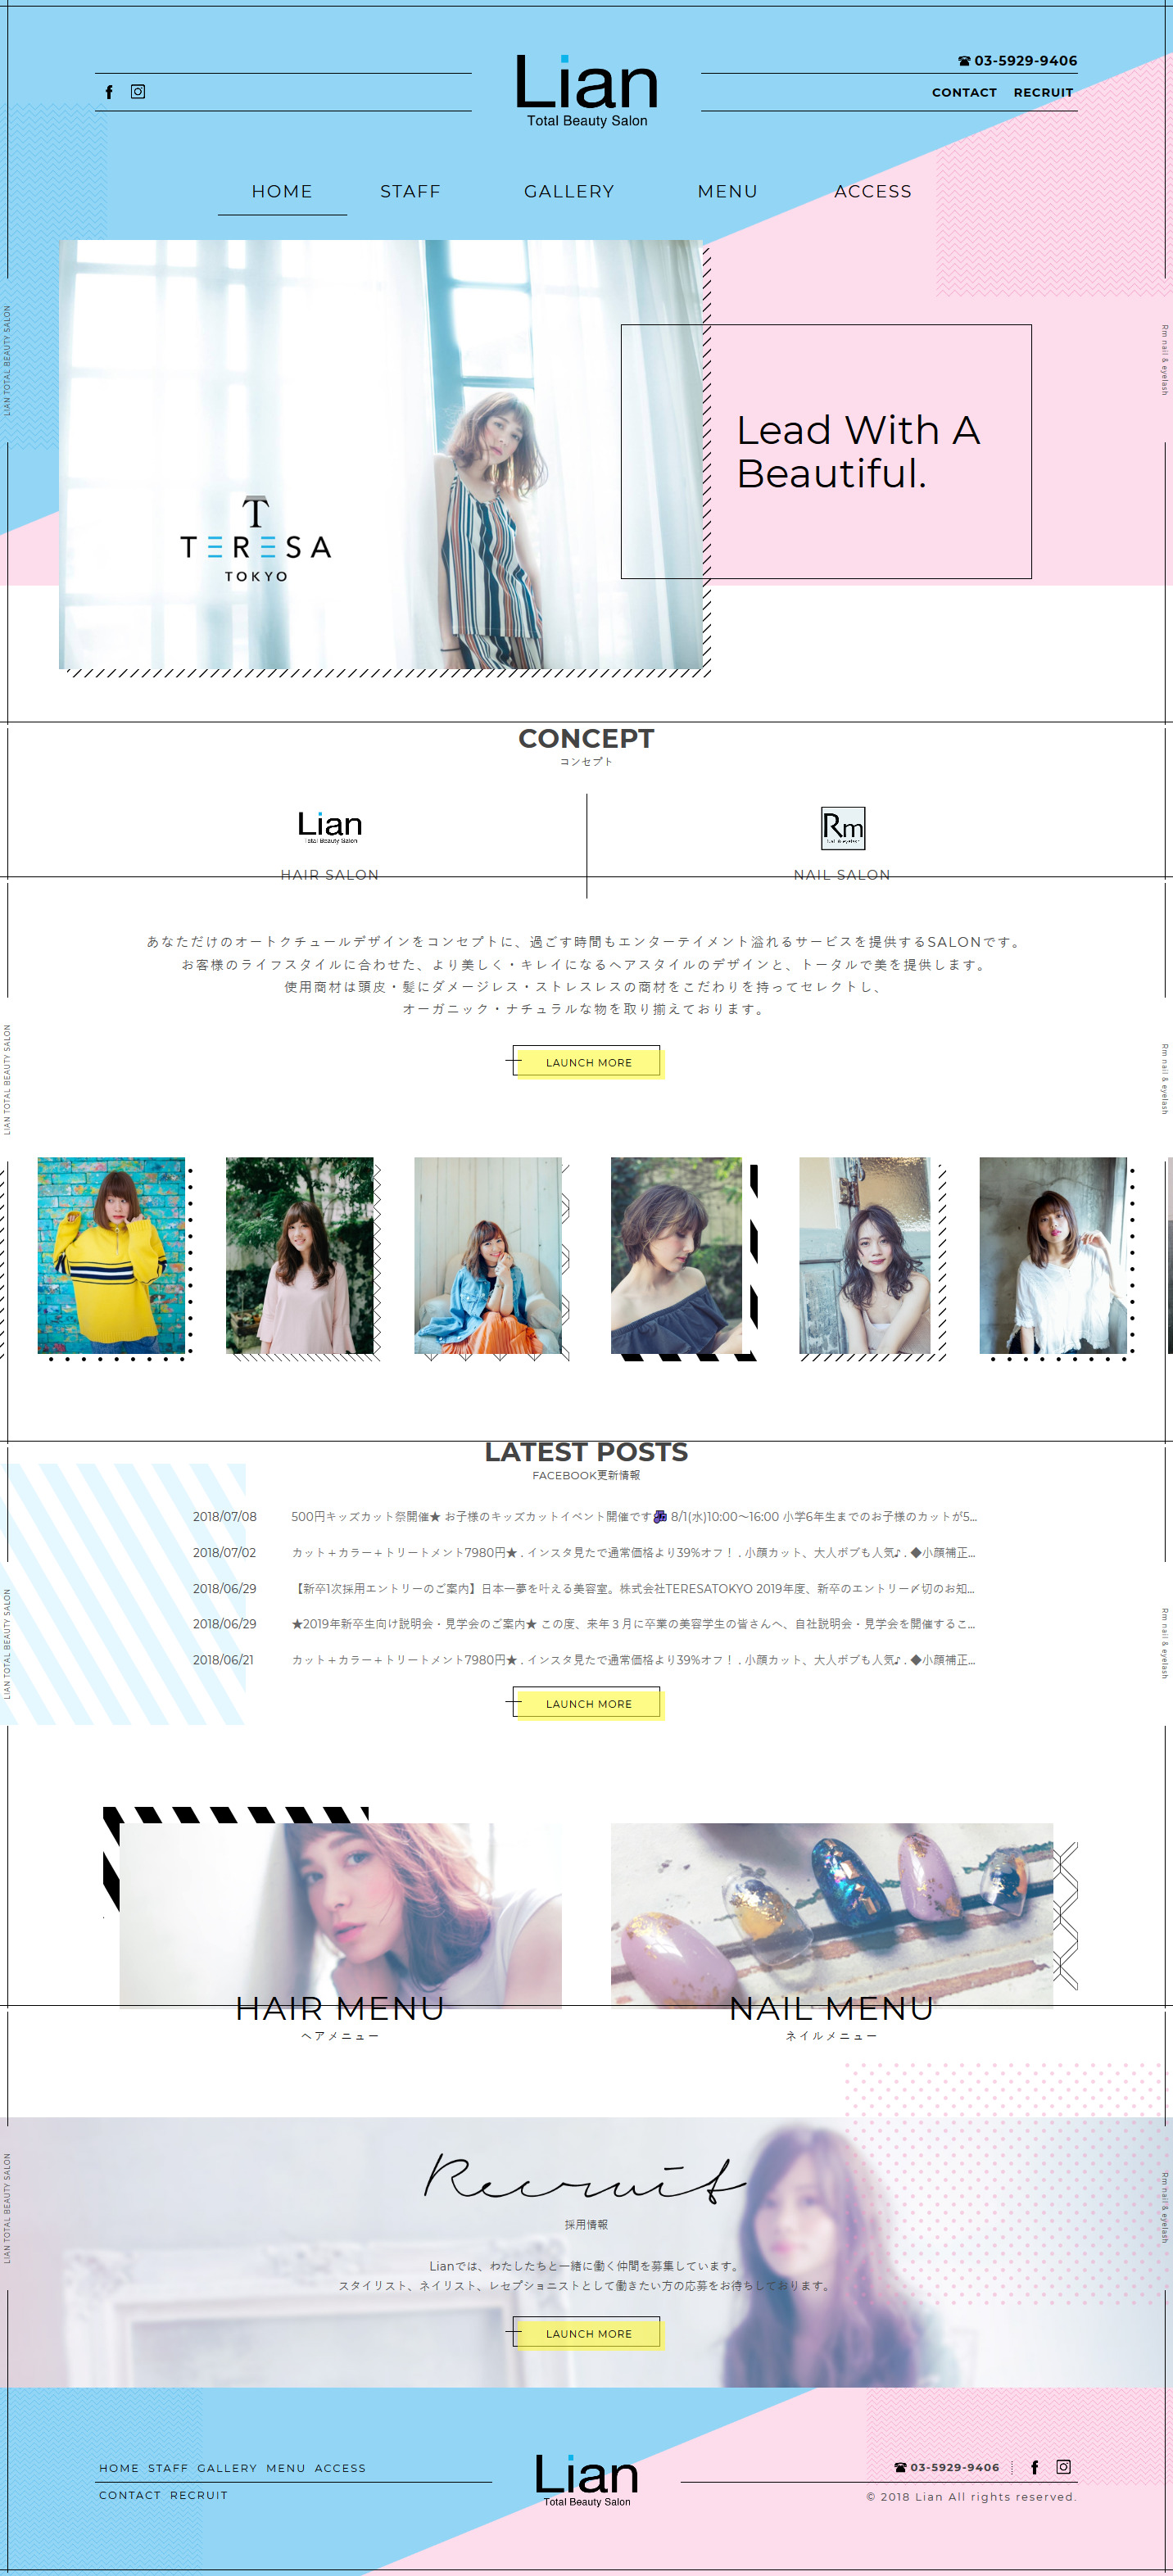 03-5929-9406
Lian
Total Beauty Salon
CONTACT RECRUIT
HOME STAFF GALLERY MENU ACCESS
LIAN TOTAL BEAUTY SALON
Rm nail & eyelash
Lead With A
Beautiful.
T
TERESA
TOKYO
CONCEPT
コンセプト
Lian
Total Beauty Salon
Rm
HAIR SALON
NAIL SALON
あなただけのオートクチュールデザインをコンセプトに、過ごす時間もエンターテイメント溢れるサービスを提供するSALONです。
お客様のライフスタイルに合わせた、より美しく・キレイになるヘアスタイルのデザインと、トータルで美を提供します。
使用商材は頭皮・髪にダメージレス・ストレスレスの商材をこだわりを持ってセレクトし、
オーガニック・ナチュラルな物を取り揃えております。
LIAN TOTAL BEAUTY SALON
Rm nail & eyelash
LAUNCH MORE
LATEST POSTS
FACEBOOK更新情報
2018/07/08 500円キッズカット祭開催★ お子様のキッズカットイベント開催です 8/1(水)10:00〜16:00 小学6年生までのお子様のカットが5...
2018/07/02 カット＋カラー＋トリートメント7980円★ . インスタ見たで通常価格より39%オフ！ . 小顔カット、大人ボブも人気♪ . ◆小顔補正...
2018/06/29 【新卒1次採用エントリーのご案内】日本一夢を叶える美容室。株式会社TERESATOKYO 2019年度、新卒のエントリー〆切のお知...
2018/06/29 ★2019年新卒生向け説明会・見学会のご案内★ この度、来年３月に卒業の美容学生の皆さんへ、自社説明会・見学会を開催するこ...
2018/06/21 カット＋カラー＋トリートメント7980円★ . インスタ見たで通常価格より39%オフ！ . 小顔カット、大人ボブも人気♪ . ◆小顔補正...
LIAN TOTAL BEAUTY SALON
Rm nail & eyelash
LAUNCH MORE
HAIR MENU
ヘアメニュー
NAIL MENU
ネイルメニュー
Recruit
採用情報
LIAN TOTAL BEAUTY SALON
Rm nail & eyelash
Lianでは、わたしたちと一緒に働く仲間を募集しています。
スタイリスト、ネイリスト、レセプショニストとして働きたい方の応募をお待ちしております。
LAUNCH MORE
HOME STAFF GALLERY MENU ACCESS
CONTACT RECRUIT
Lian
Total Beauty Salon
03-5929-9406
© 2018 Lian All rights reserved.